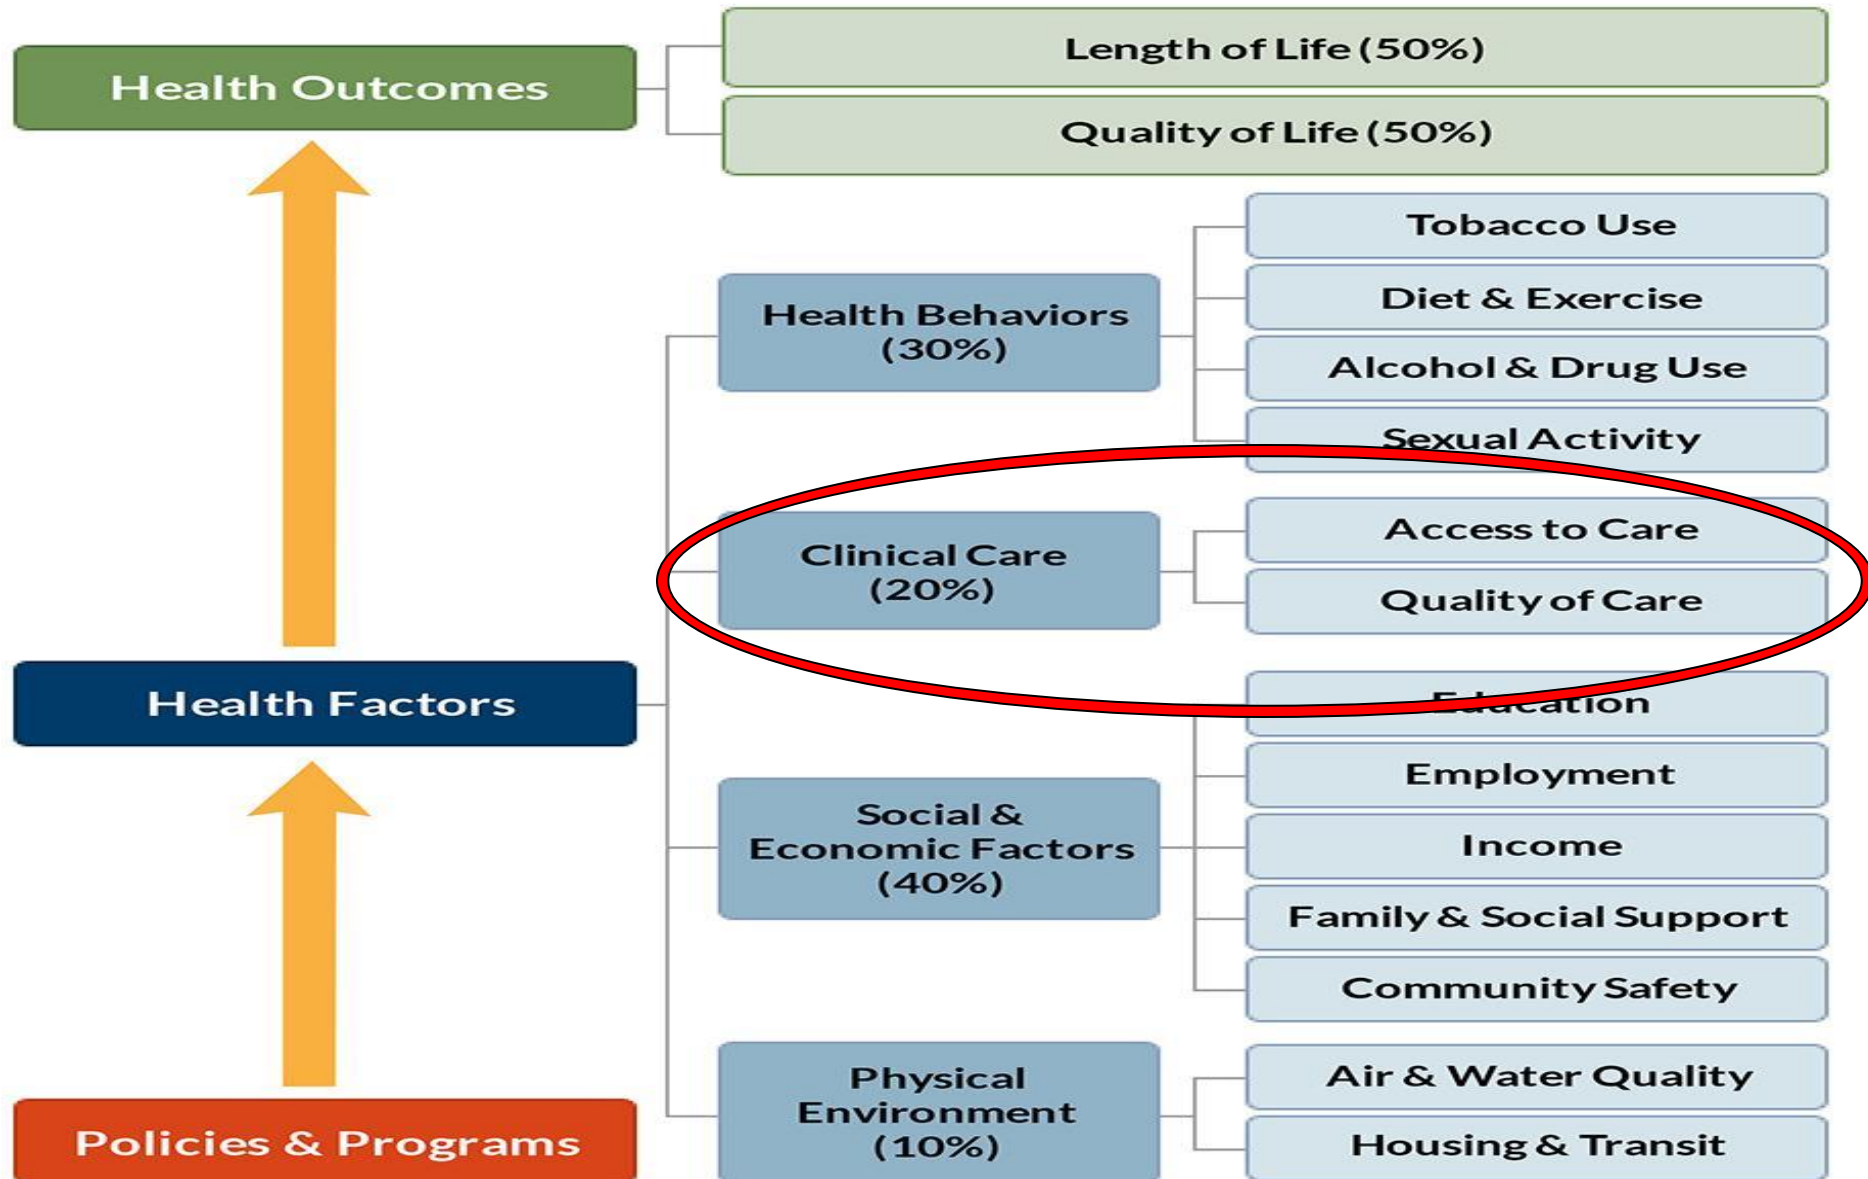 Health Outcomes
Length of Life (50%)
Quality of Life (50%)
Health Behaviors
(30%)
Tobacco Use
Diet & Exercise
Alcohol & Drug Use
Sexual Activity
Clinical Care
(20%)
Access to Care
Quality of Care
Health Factors
Social &
Economic Factors
(40%)
Education
Employment
Income
Family & Social Support
Community Safety
Physical
Environment
(10%)
Air & Water Quality
Housing & Transit
Policies & Programs